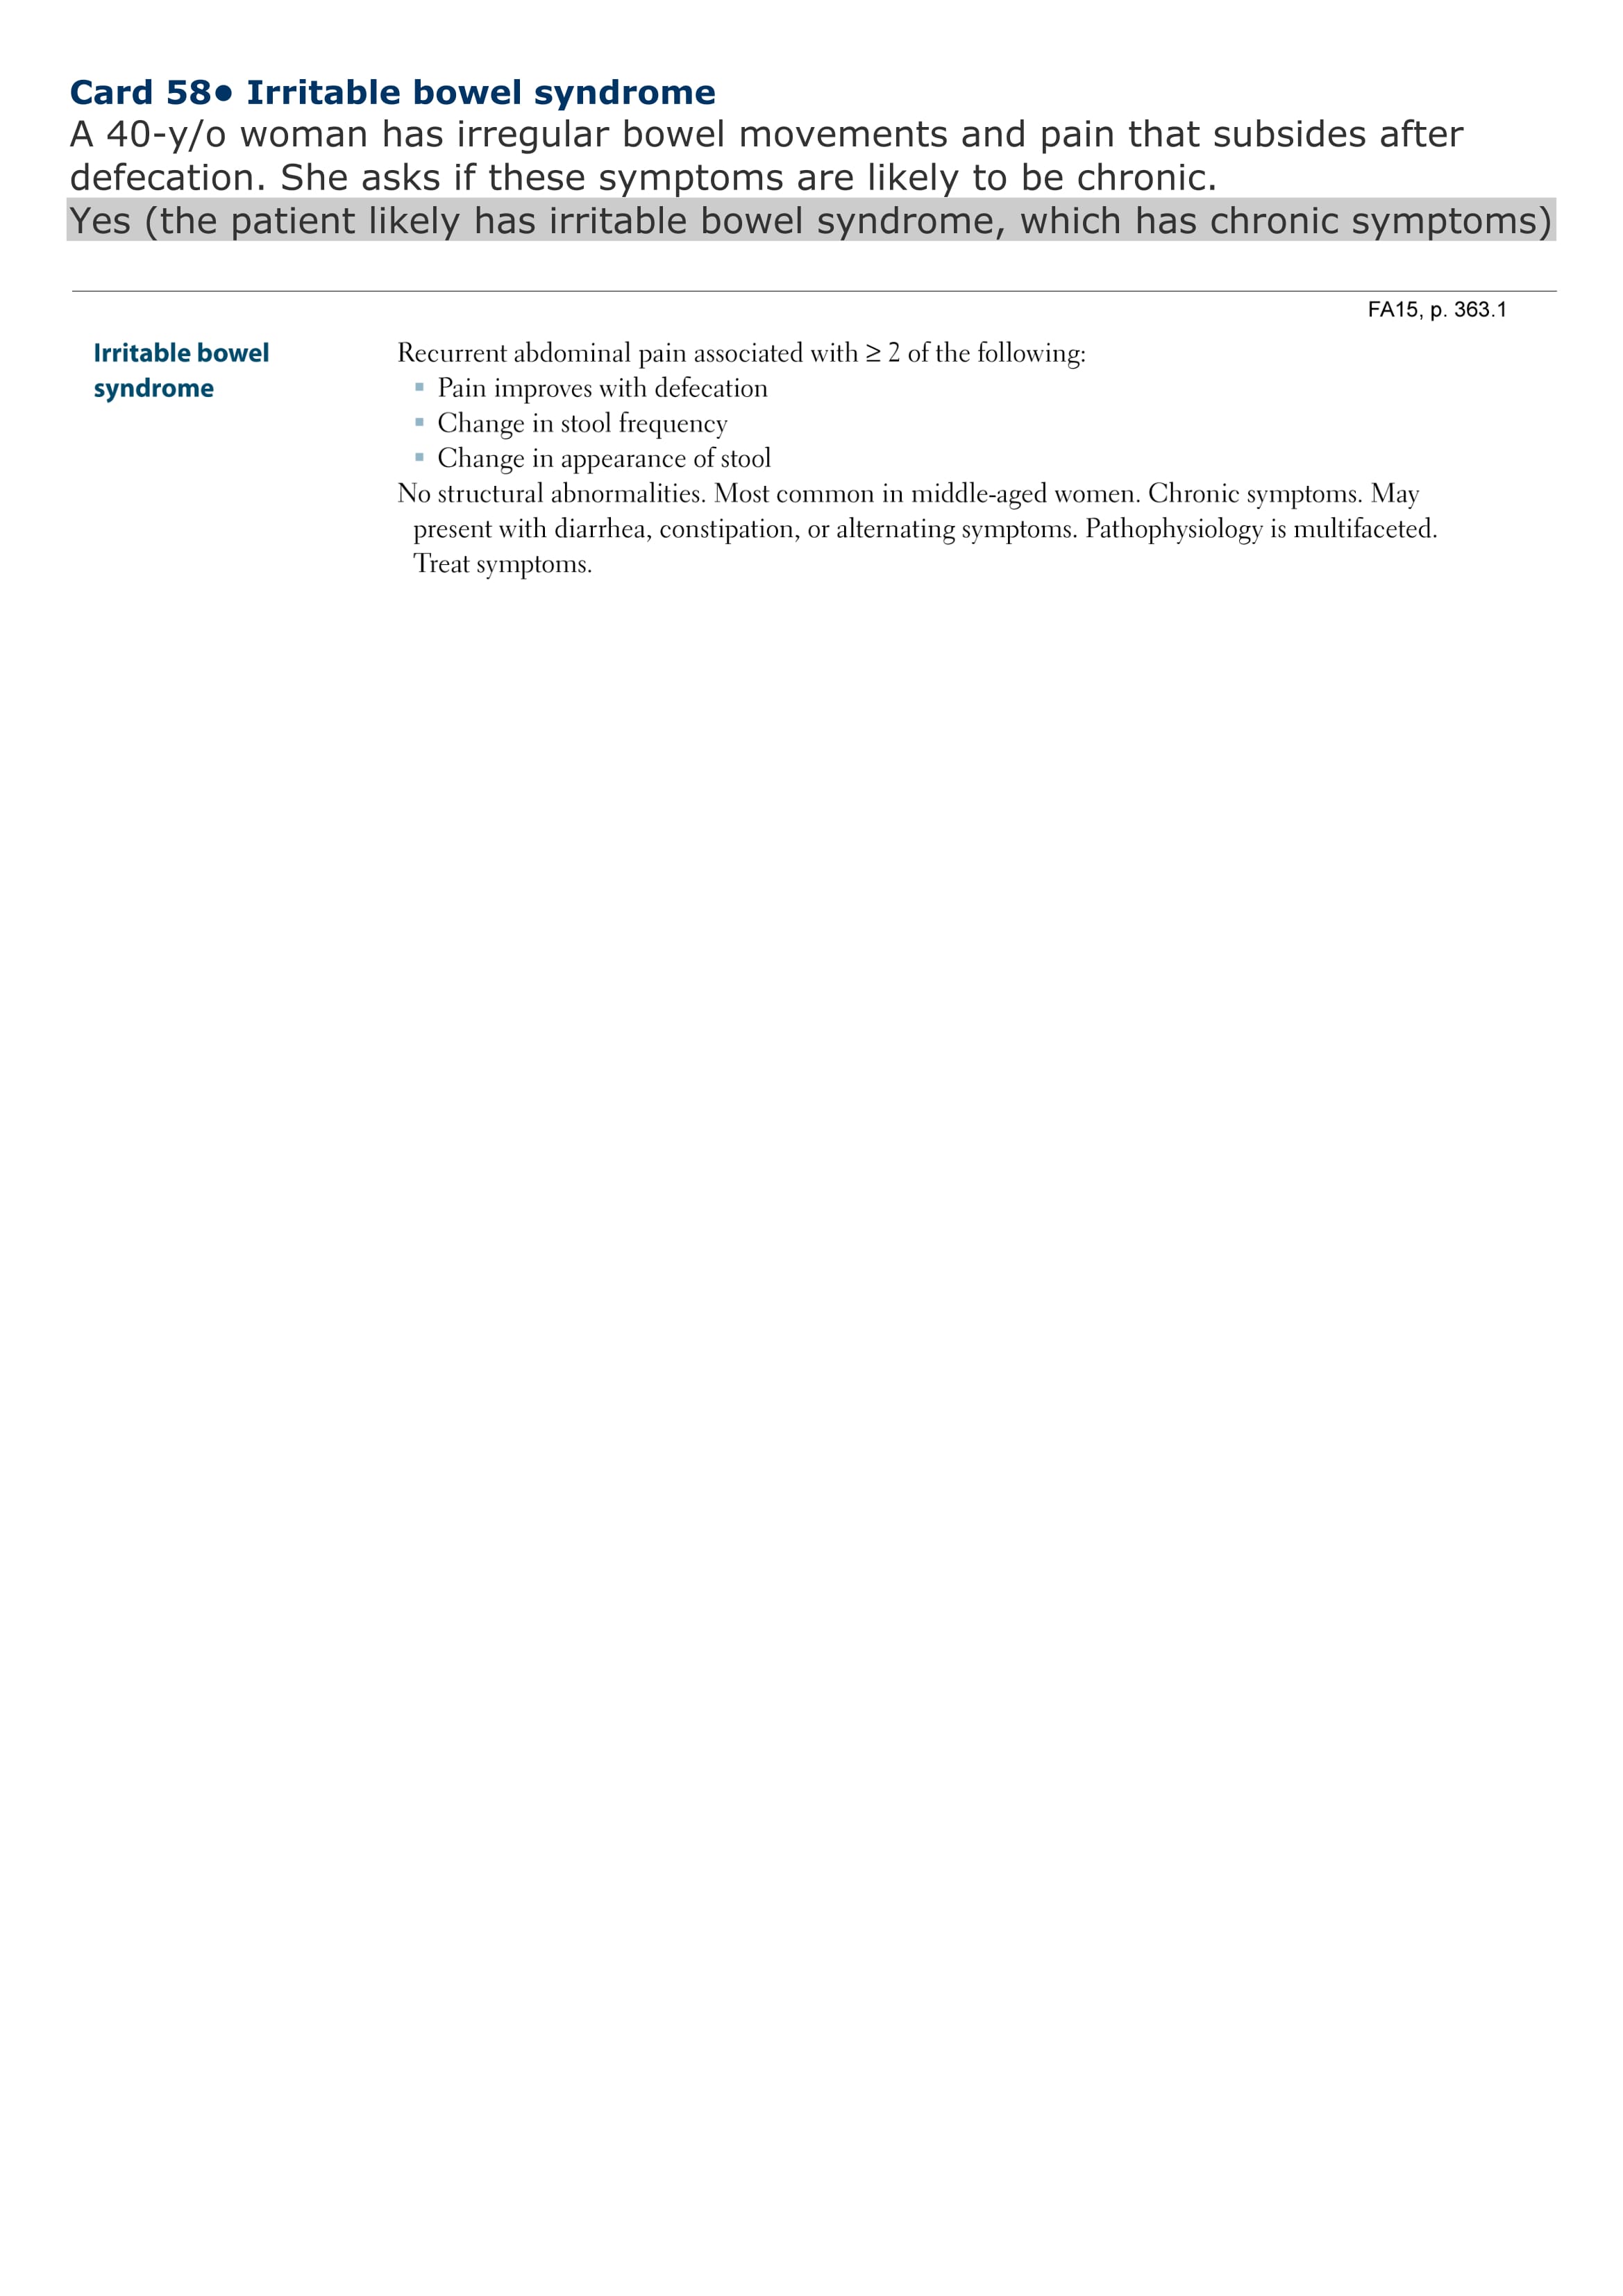 Card 58• Irritable bowel syndrome
A 40-y/o woman has irregular bowel movements and pain that subsides after
defecation. She asks if these symptoms are likely to be chronic.
Yes (the patient likely has irritable bowel syndrome, which has chronic symptoms)
FA15, p. 363.1
Irritable bowel
syndrome
Recurrent abdominal pain associated with ≥ 2 of the following:
▪ Pain improves with defecation
▪ Change in stool frequency
▪ Change in appearance of stool
No structural abnormalities. Most common in middle-aged women. Chronic symptoms. May
present with diarrhea, constipation, or alternating symptoms. Pathophysiology is multifaceted.
Treat symptoms.